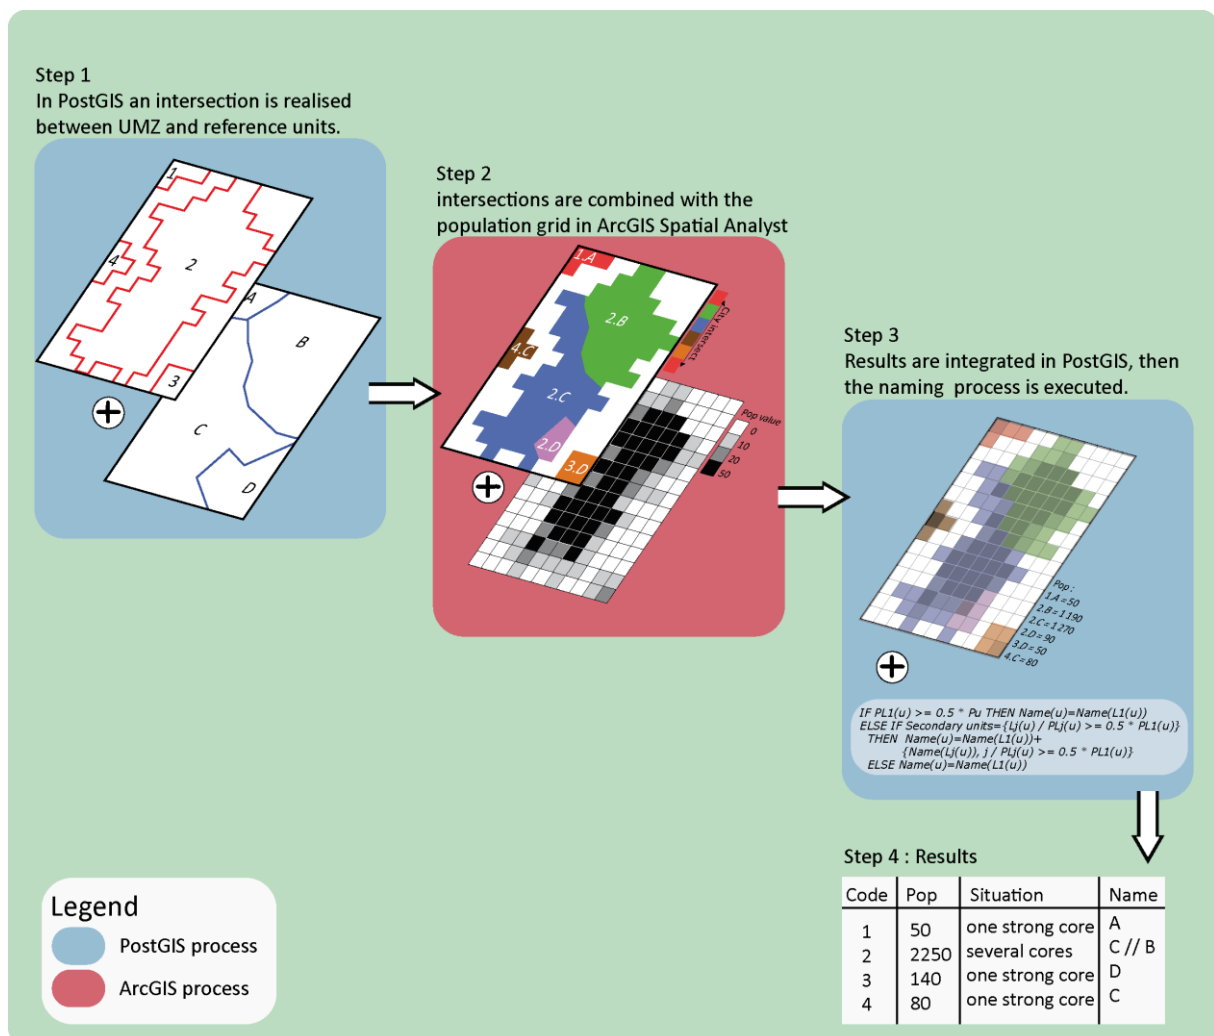 Step 1
In PostGIS an intersection is realised
between UMZ and reference units.
1
2
4
3
A
B
C
D
Step 2
intersections are combined with the
population grid in ArcGIS Spatial Analyst
1.A
2.B
4.C
2.C
2.D
3.D
City intersect
Pop value
0
10
20
50
Step 3
Results are integrated in PostGIS, then
the naming process is executed.
Pop :
1.A = 50
2.B = 1190
2.C = 1270
2.D = 90
3.D = 50
4.C = 80
IF PL1(u) >= 0.5 * Pu THEN Name(u)=Name(L1(u))
ELSE IF Secondary units={Lj(u) / PLj(u) >= 0.5 * PL1(u)}
THEN Name(u)=Name(L1(u))+
{Name(Lj(u)), j / PLj(u) >= 0.5 * PL1(u)}
ELSE Name(u)=Name(L1(u))
Step 4 : Results
Code Pop Situation Name
1 50 one strong core A
2 2250 several cores C // B
3 140 one strong core D
4 80 one strong core C
Legend
PostGIS process
ArcGIS process